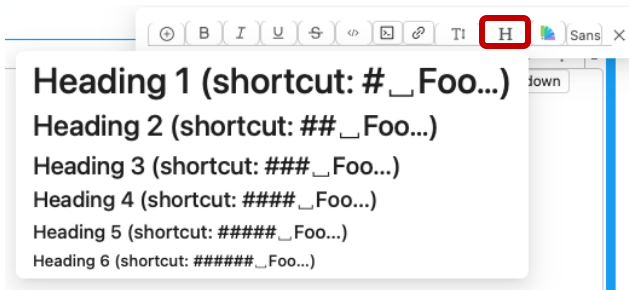 B I U S </> T↕ H Sans ×
Heading 1 (shortcut: #⎵Foo...)
down
Heading 2 (shortcut: ##⎵Foo...)
Heading 3 (shortcut: ###⎵Foo...)
Heading 4 (shortcut: ####⎵Foo...)
Heading 5 (shortcut: #####⎵Foo...)
Heading 6 (shortcut: ######⎵Foo...)